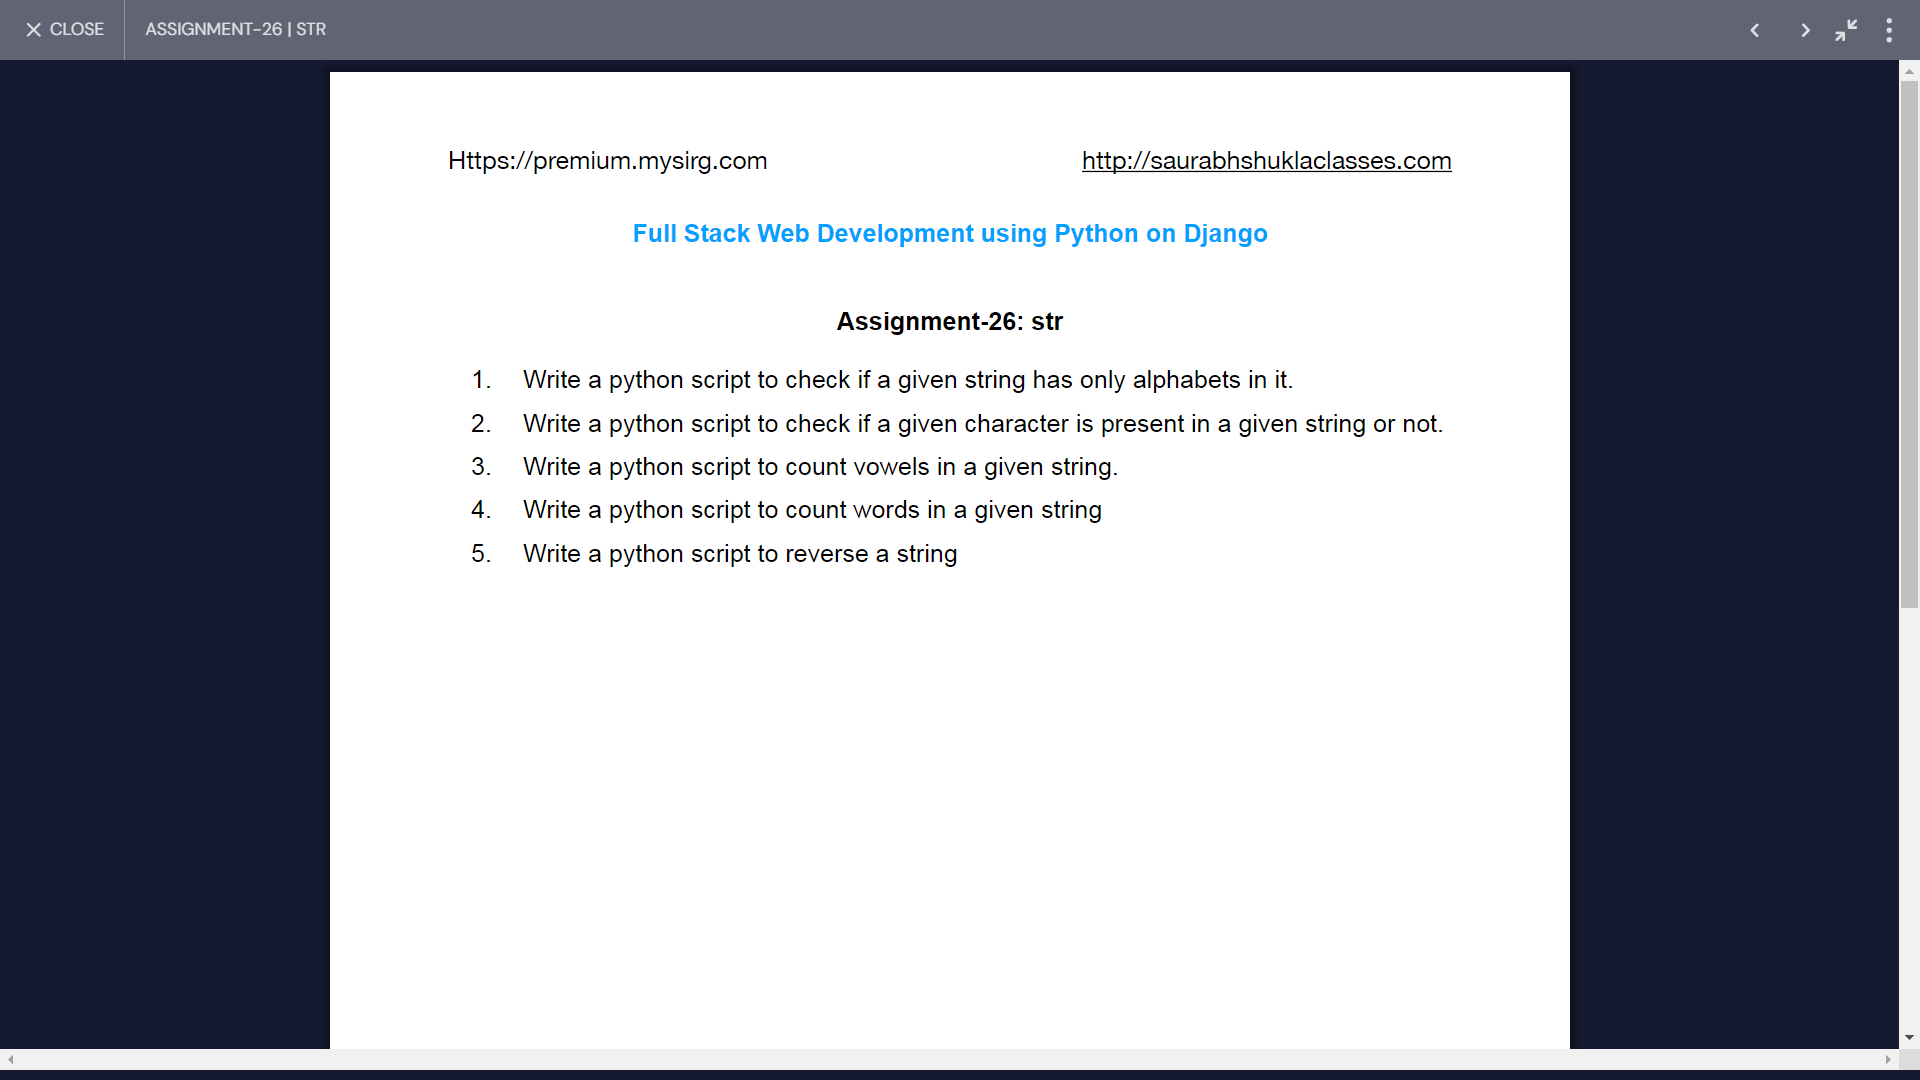 CLOSE
ASSIGNMENT-26 | STR
Https://premium.mysirg.com
http://saurabhshuklaclasses.com
Full Stack Web Development using Python on Django
Assignment-26: str
1. Write a python script to check if a given string has only alphabets in it.
2. Write a python script to check if a given character is present in a given string or not.
3. Write a python script to count vowels in a given string.
4. Write a python script to count words in a given string
5. Write a python script to reverse a string